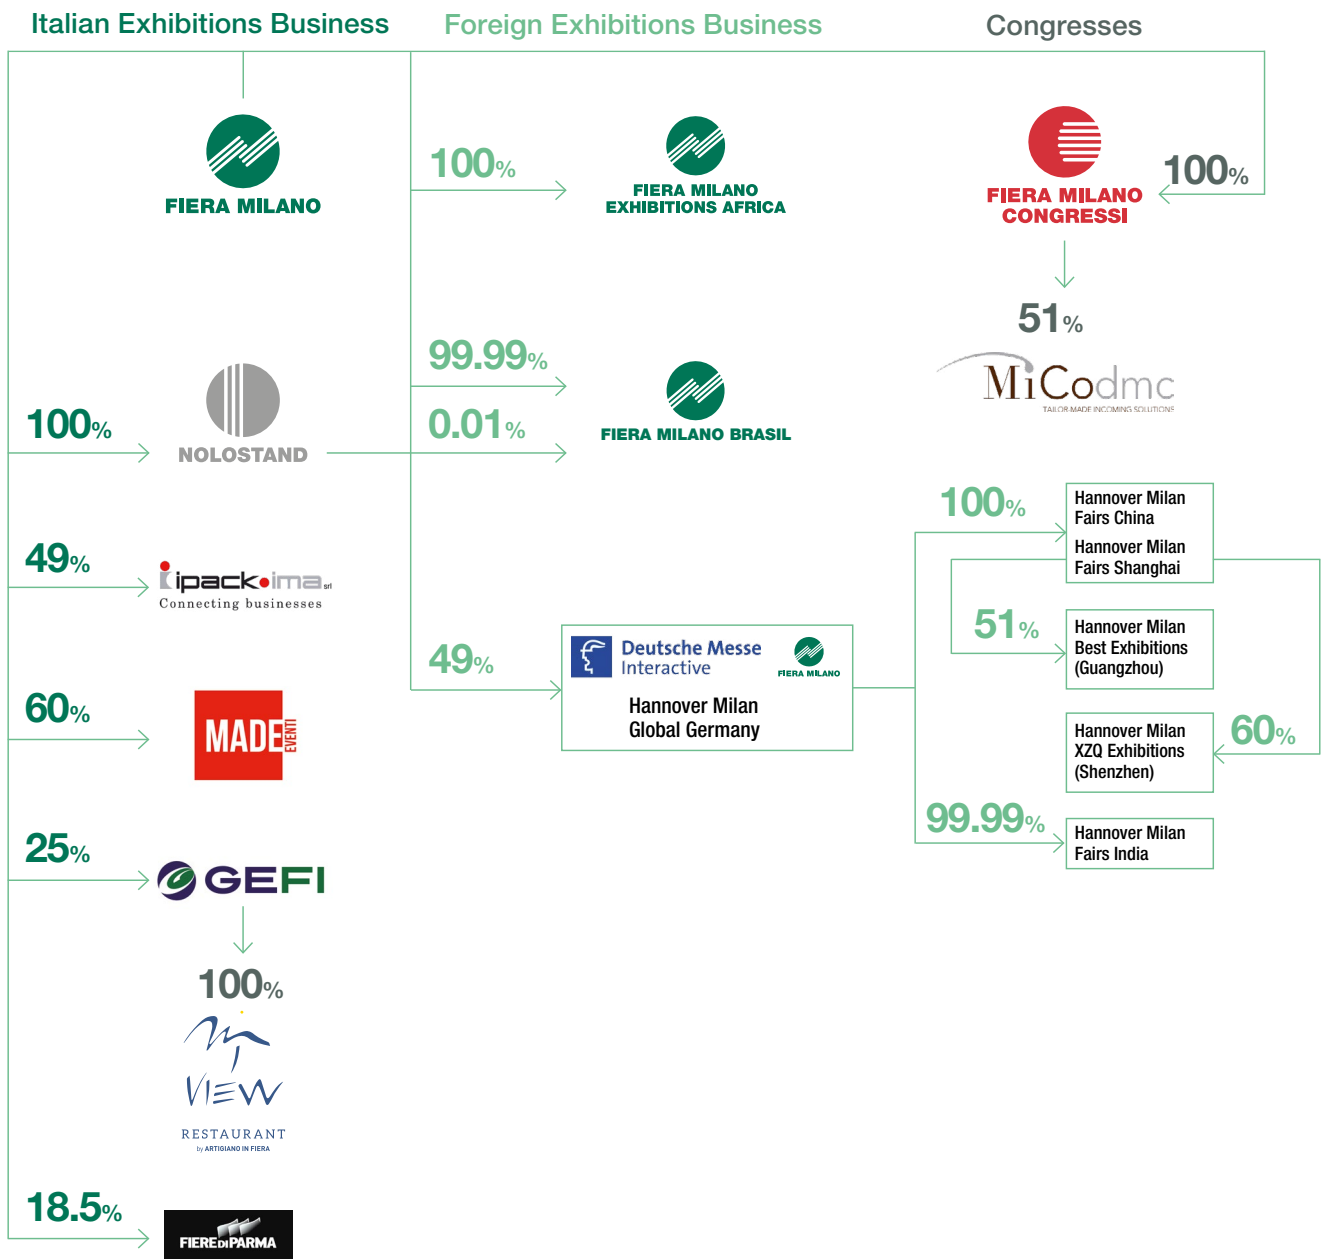 Italian Exhibitions Business
Foreign Exhibitions Business
Congresses
FIERA MILANO
100%
FIERA MILANO
EXHIBITIONS AFRICA
FIERA MILANO
CONGRESSI
100%
51%
MiCodmc
TAILOR-MADE INCOMING SOLUTIONS
100%
NOLOSTAND
99.99%
0.01%
FIERA MILANO BRASIL
49%
ipack ima srl
Connecting businesses
60%
MADE
EVENTI
25%
GEFI
100%
mi
VIEW
RESTAURANT
by ARTIGIANO IN FIERA
18.5%
FIERE DI PARMA
49%
Deutsche Messe
Interactive
FIERA MILANO
Hannover Milan
Global Germany
100%
Hannover Milan
Fairs China
Hannover Milan
Fairs Shanghai
51%
Hannover Milan
Best Exhibitions
(Guangzhou)
Hannover Milan
XZQ Exhibitions
(Shenzhen)
60%
99.99%
Hannover Milan
Fairs India